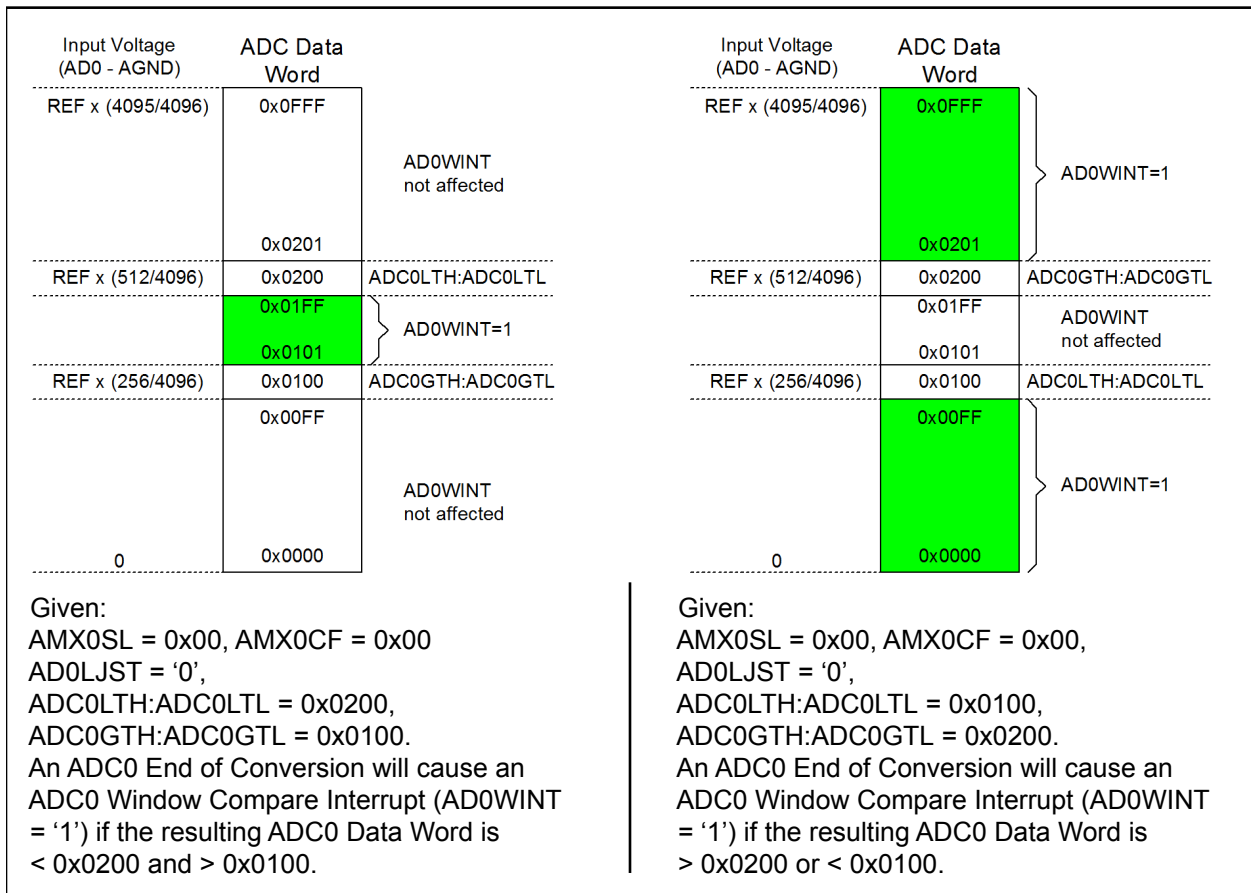 Input Voltage
(AD0 - AGND)
ADC Data
Word
REF x (4095/4096)
0x0FFF
AD0WINT
not affected
0x0201
REF x (512/4096)
0x0200
ADC0LTH:ADC0LTL
0x01FF
AD0WINT=1
0x0101
REF x (256/4096)
0x0100
ADC0GTH:ADC0GTL
0x00FF
AD0WINT
not affected
0
0x0000
Given:
AMX0SL = 0x00, AMX0CF = 0x00
AD0LJST = ‘0’,
ADC0LTH:ADC0LTL = 0x0200,
ADC0GTH:ADC0GTL = 0x0100.
An ADC0 End of Conversion will cause an
ADC0 Window Compare Interrupt (AD0WINT
= ‘1’) if the resulting ADC0 Data Word is
< 0x0200 and > 0x0100.
Input Voltage
(AD0 - AGND)
ADC Data
Word
REF x (4095/4096)
0x0FFF
AD0WINT=1
0x0201
REF x (512/4096)
0x0200
ADC0GTH:ADC0GTL
0x01FF
AD0WINT
not affected
0x0101
REF x (256/4096)
0x0100
ADC0LTH:ADC0LTL
0x00FF
AD0WINT=1
0
0x0000
Given:
AMX0SL = 0x00, AMX0CF = 0x00,
AD0LJST = ‘0’,
ADC0LTH:ADC0LTL = 0x0100,
ADC0GTH:ADC0GTL = 0x0200.
An ADC0 End of Conversion will cause an
ADC0 Window Compare Interrupt (AD0WINT
= ‘1’) if the resulting ADC0 Data Word is
> 0x0200 or < 0x0100.